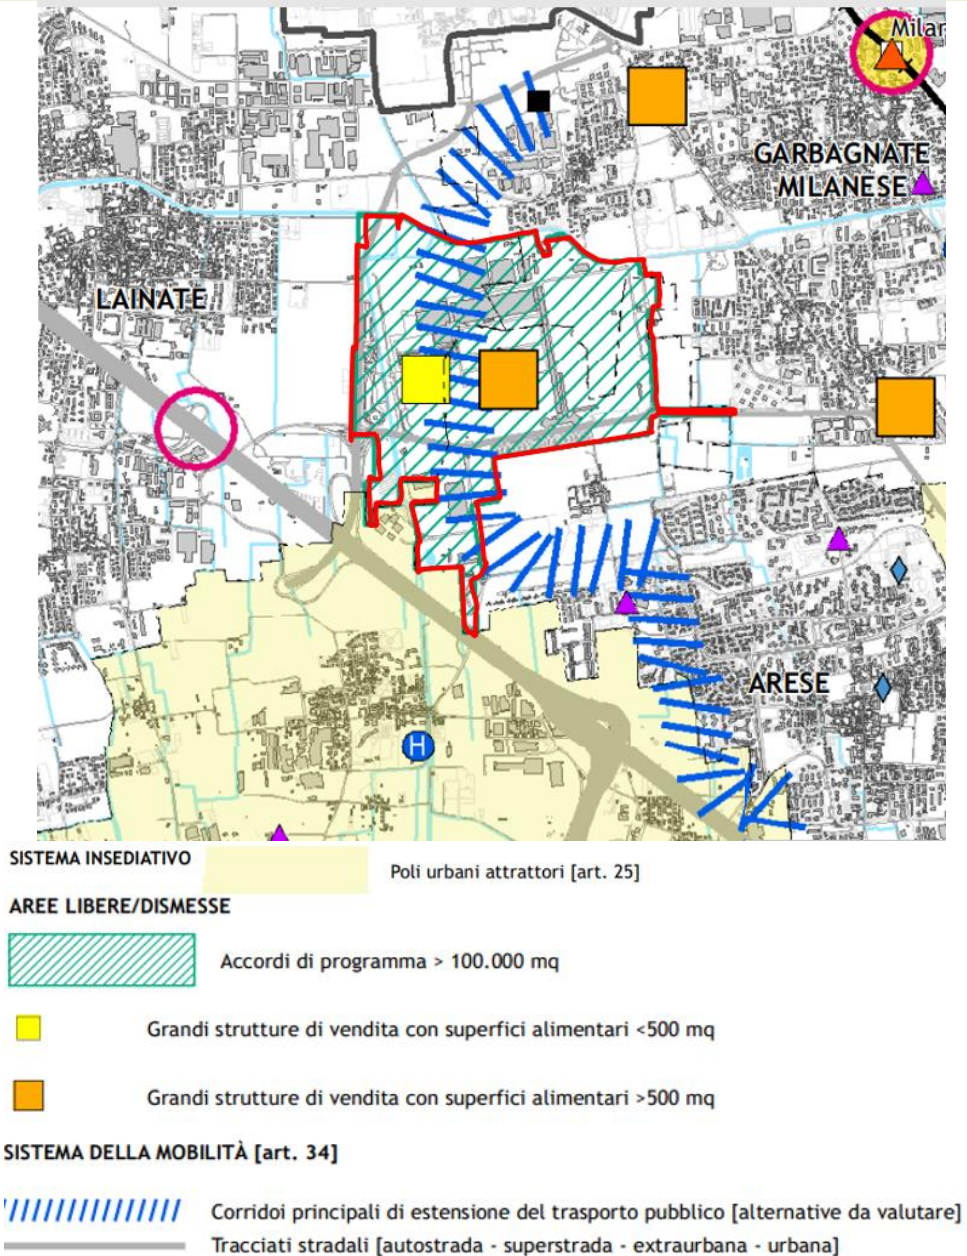 Milar
GARBAGNATE
MILANESE
LAINATE
ARESE
H
SISTEMA INSEDIATIVO
Poli urbani attrattori [art. 25]
AREE LIBERE/DISMESSE
Accordi di programma > 100.000 mq
Grandi strutture di vendita con superfici alimentari <500 mq
Grandi strutture di vendita con superfici alimentari >500 mq
SISTEMA DELLA MOBILITÀ [art. 34]
Corridoi principali di estensione del trasporto pubblico [alternative da valutare]
Tracciati stradali [autostrada - superstrada - extraurbana - urbana]